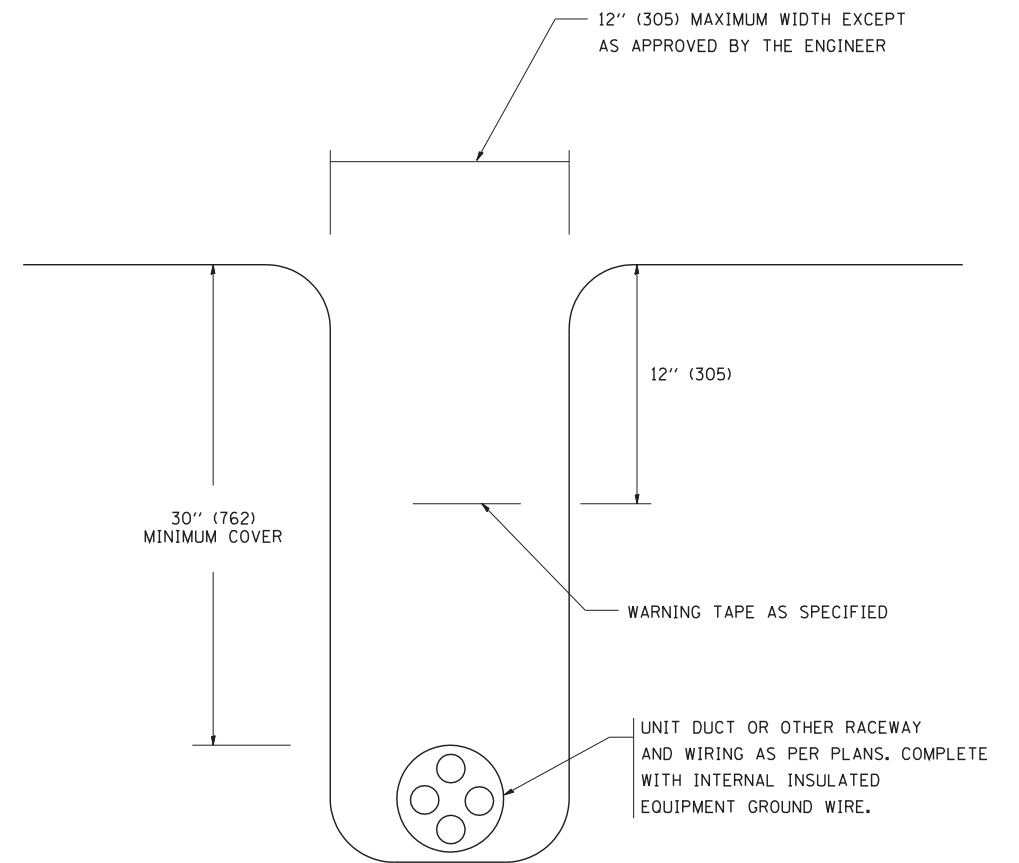 12'' (305) MAXIMUM WIDTH EXCEPT
AS APPROVED BY THE ENGINEER
12'' (305)
30'' (762)
MINIMUM COVER
WARNING TAPE AS SPECIFIED
UNIT DUCT OR OTHER RACEWAY
AND WIRING AS PER PLANS. COMPLETE
WITH INTERNAL INSULATED
EQUIPMENT GROUND WIRE.